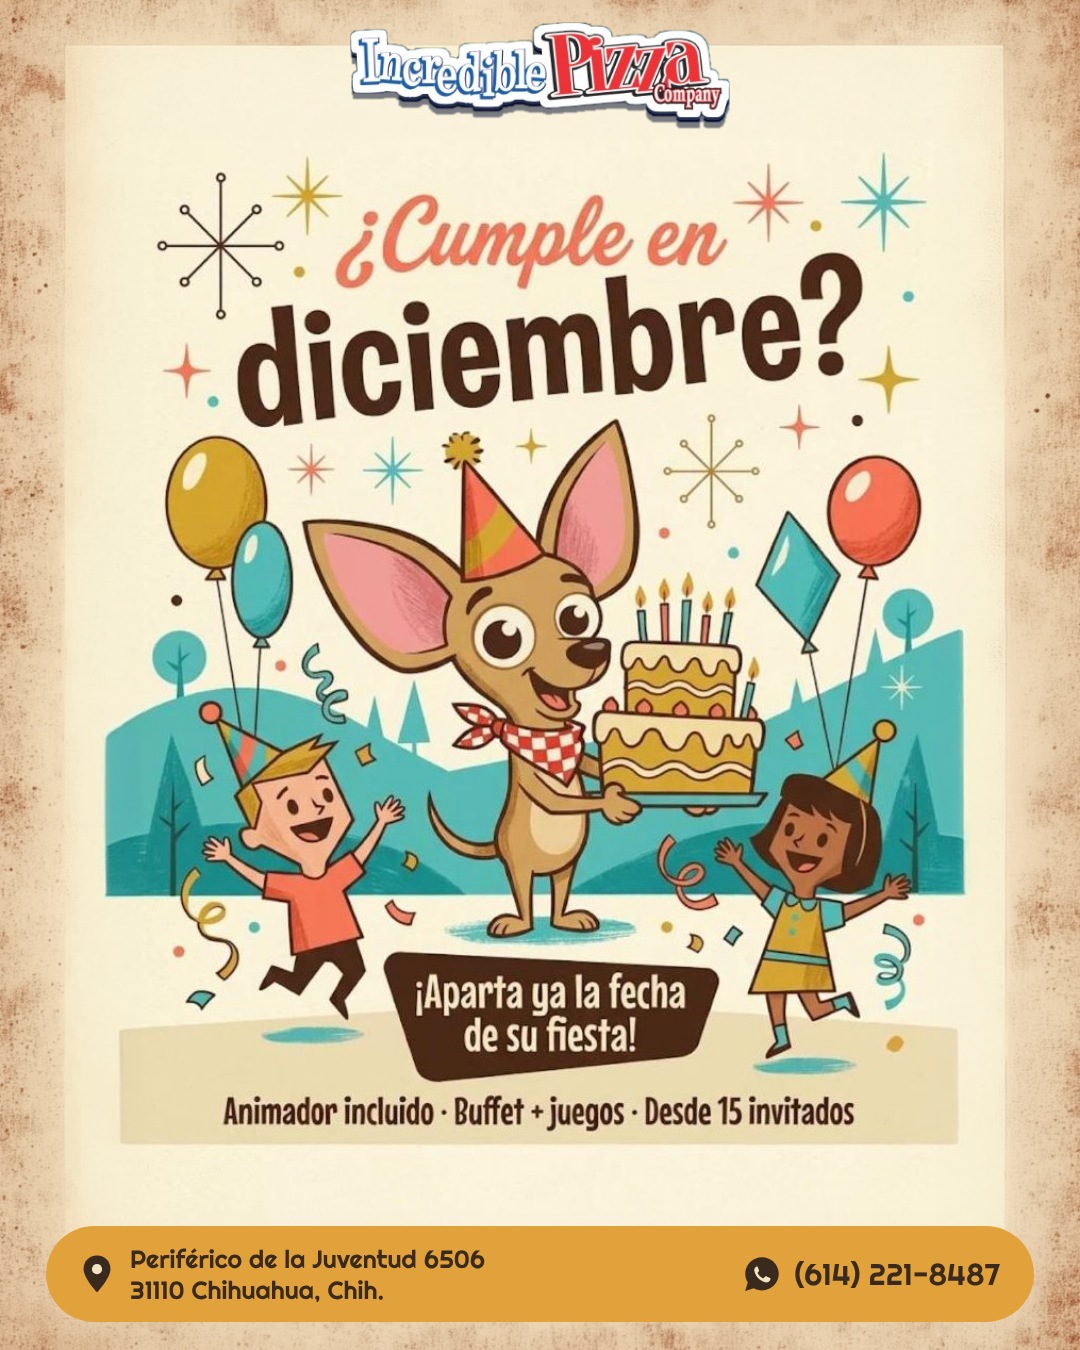 Incredible Pizza
Company
¿Cumple en
diciembre?
¡Aparta ya la fecha
de su fiesta!
Animador incluido · Buffet + juegos · Desde 15 invitados
Periférico de la Juventud 6506
31110 Chihuahua, Chih.
(614) 221-8487